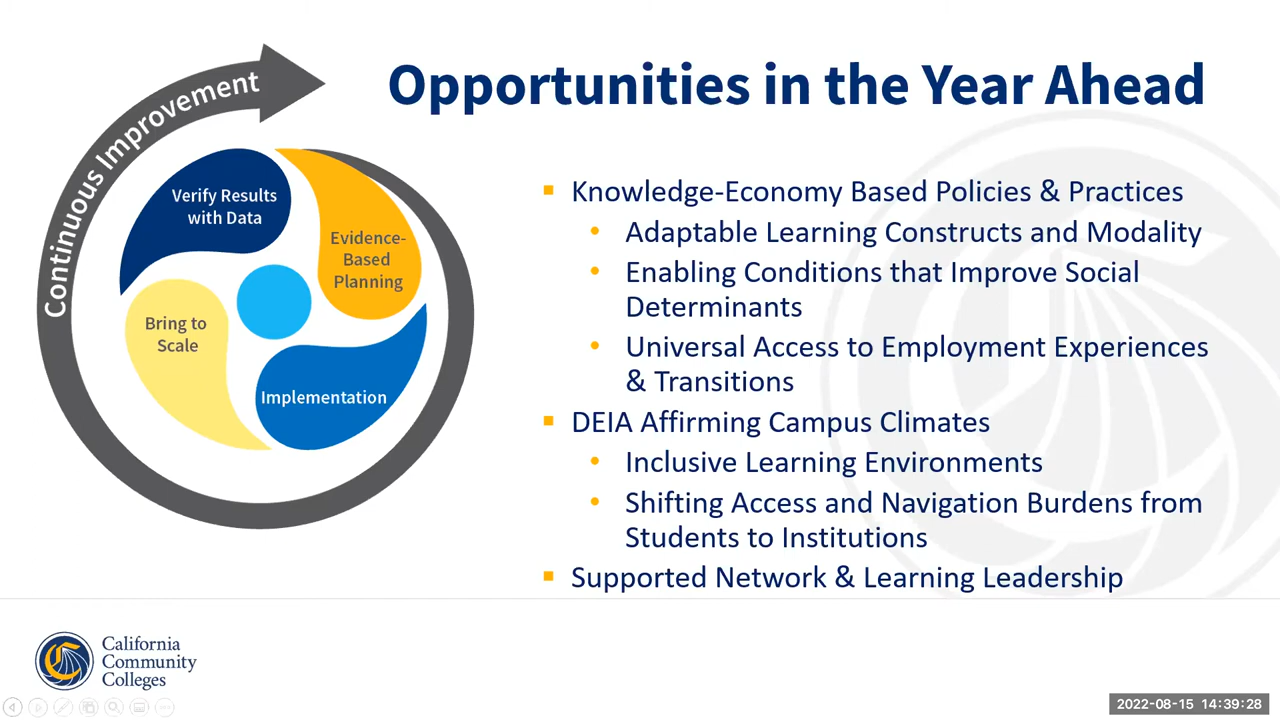 Opportunities in the Year Ahead
Continuous Improvement
Verify Results
with Data
Evidence-
Based
Planning
Bring to
Scale
Implementation
Knowledge-Economy Based Policies & Practices
Adaptable Learning Constructs and Modality
Enabling Conditions that Improve Social
Determinants
Universal Access to Employment Experiences
& Transitions
DEIA Affirming Campus Climates
Inclusive Learning Environments
Shifting Access and Navigation Burdens from
Students to Institutions
Supported Network & Learning Leadership
California
Community
Colleges
2022-08-15 14:39:28